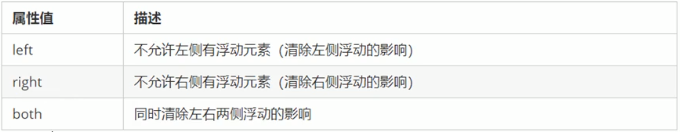 属性值 描述
left 不允许左侧有浮动元素（清除左侧浮动的影响）
right 不允许右侧有浮动元素（清除右侧浮动的影响）
both 同时清除左右两侧浮动的影响